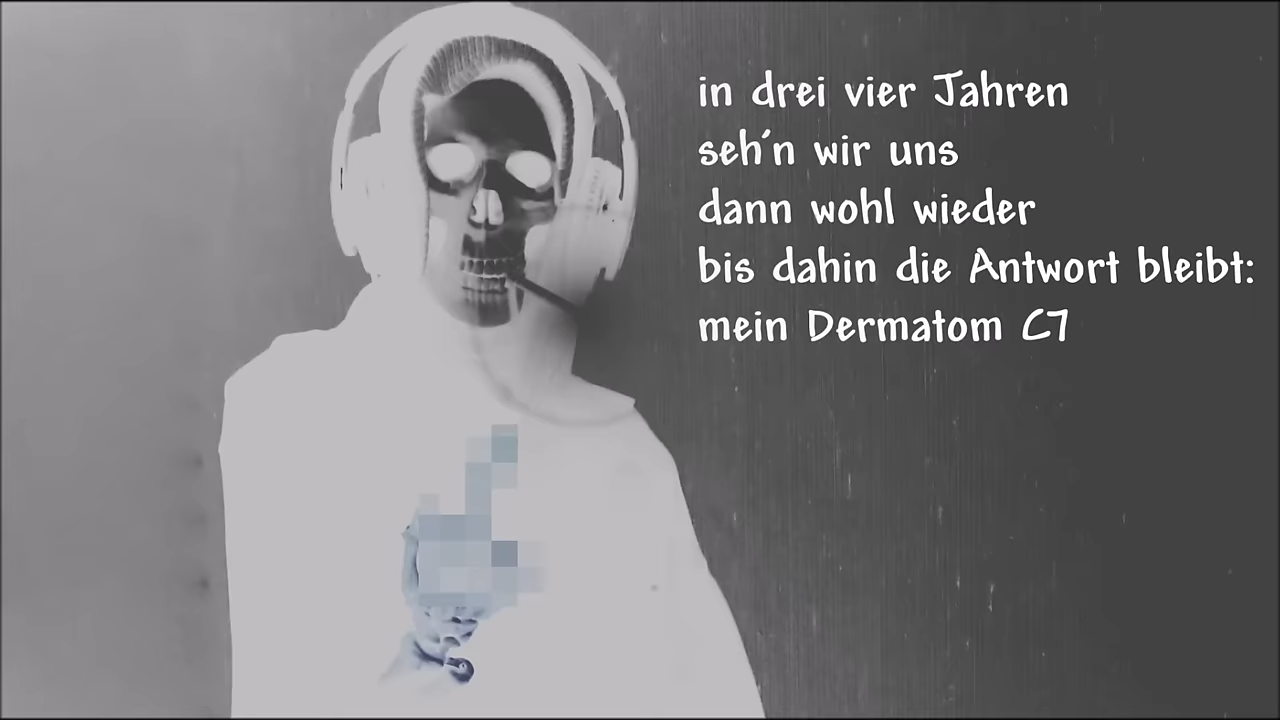 in drei vier Jahren
seh´n wir uns
dann wohl wieder
bis dahin die Antwort bleibt:
mein Dermatom C7